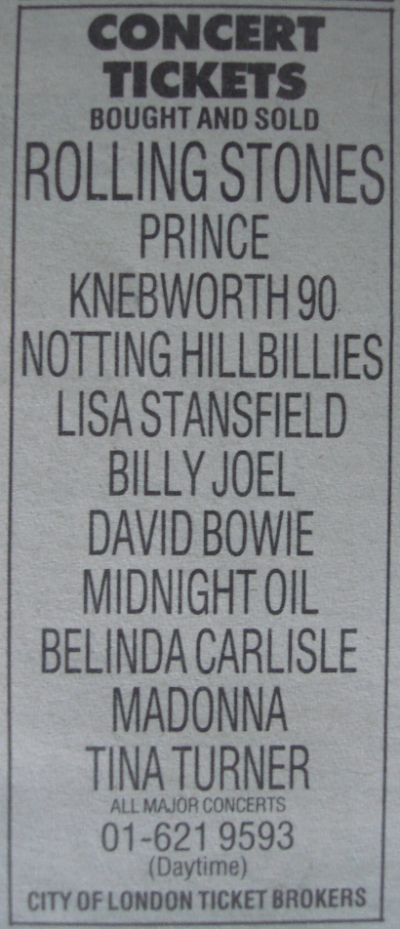 CONCERT
TICKETS
BOUGHT AND SOLD
ROLLING STONES
PRINCE
KNEBWORTH 90
NOTTING HILLBILLIES
LISA STANSFIELD
BILLY JOEL
DAVID BOWIE
MIDNIGHT OIL
BELINDA CARLISLE
MADONNA
TINA TURNER
ALL MAJOR CONCERTS
01-621 9593
(Daytime)
CITY OF LONDON TICKET BROKERS